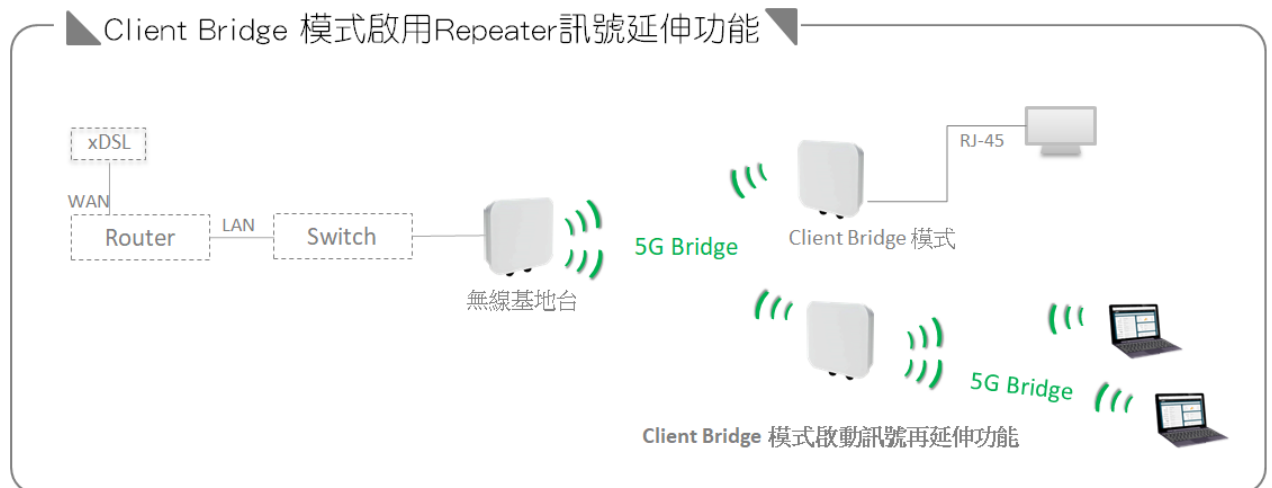 Client Bridge 模式啟用Repeater訊號延伸功能
xDSL
WAN
Router
LAN
Switch
無線基地台
5G Bridge
Client Bridge 模式
RJ-45
5G Bridge
Client Bridge 模式啟動訊號再延伸功能